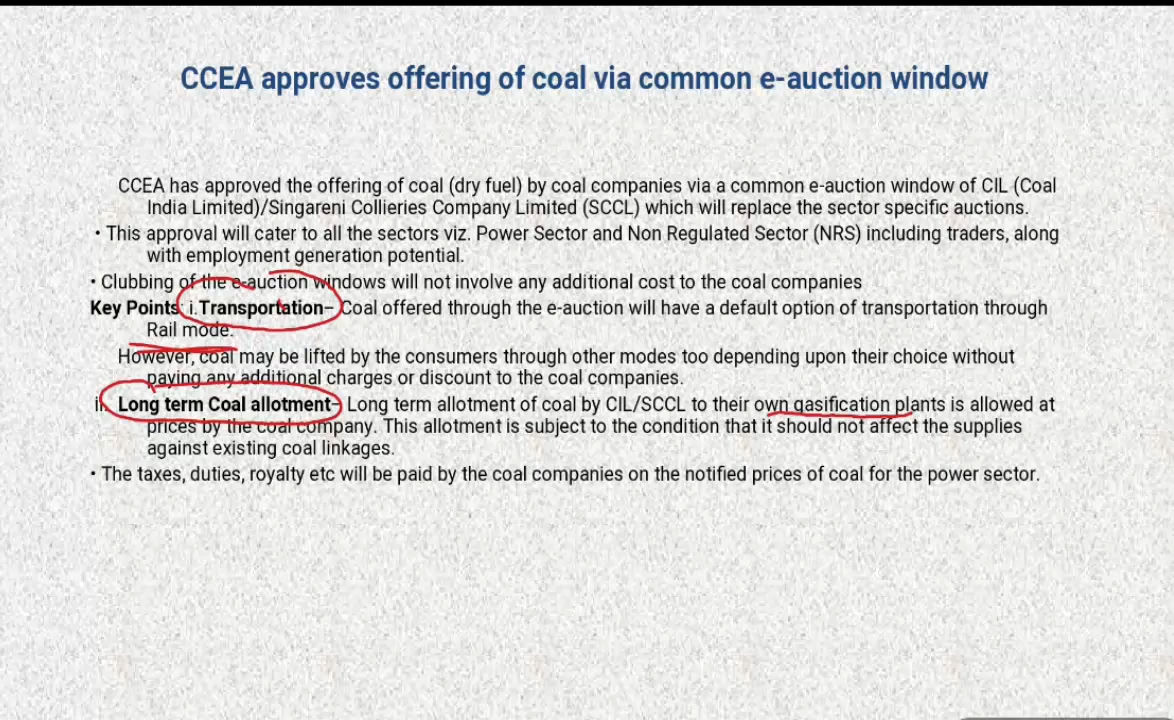 CCEA approves offering of coal via common e-auction window
CCEA has approved the offering of coal (dry fuel) by coal companies via a common e-auction window of CIL (Coal
India Limited)/Singareni Collieries Company Limited (SCCL) which will replace the sector specific auctions.
• This approval will cater to all the sectors viz. Power Sector and Non Regulated Sector (NRS) including traders, along
with employment generation potential.
• Clubbing of the e-auction windows will not involve any additional cost to the coal companies
Key Points: i.Transportation– Coal offered through the e-auction will have a default option of transportation through
Rail mode.
However, coal may be lifted by the consumers through other modes too depending upon their choice without
paying any additional charges or discount to the coal companies.
ii. Long term Coal allotment– Long term allotment of coal by CIL/SCCL to their own gasification plants is allowed at
prices by the coal company. This allotment is subject to the condition that it should not affect the supplies
against existing coal linkages.
• The taxes, duties, royalty etc will be paid by the coal companies on the notified prices of coal for the power sector.